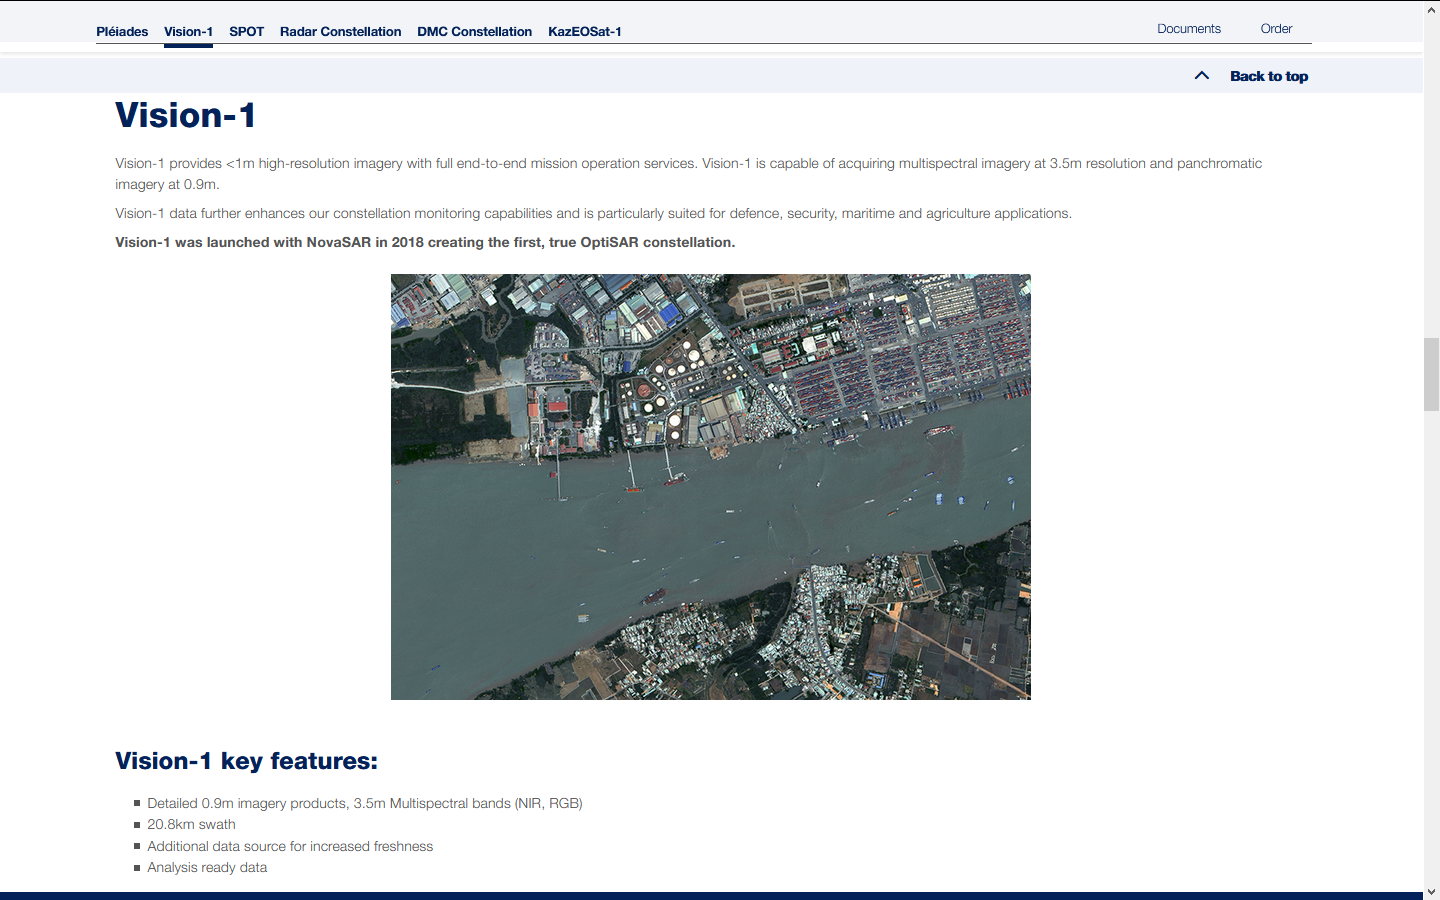 Pléiades Vision-1 SPOT Radar Constellation DMC Constellation KazEOSat-1 Documents Order
Back to top
Vision-1
Vision-1 provides <1m high-resolution imagery with full end-to-end mission operation services. Vision-1 is capable of acquiring multispectral imagery at 3.5m resolution and panchromatic
imagery at 0.9m.
Vision-1 data further enhances our constellation monitoring capabilities and is particularly suited for defence, security, maritime and agriculture applications.
Vision-1 was launched with NovaSAR in 2018 creating the first, true OptiSAR constellation.
Vision-1 key features:
Detailed 0.9m imagery products, 3.5m Multispectral bands (NIR, RGB)
20.8km swath
Additional data source for increased freshness
Analysis ready data